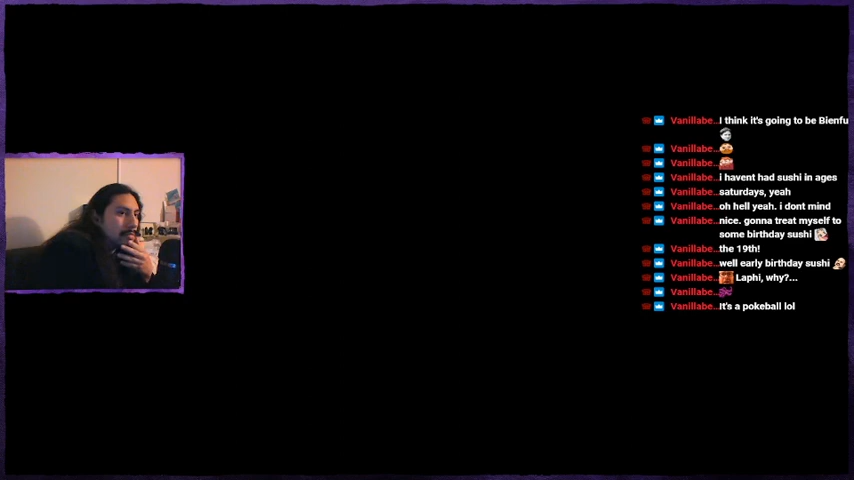 Vanillabe... I think it's going to be Bienfu
Vanillabe...
Vanillabe...
Vanillabe... i havent had sushi in ages
Vanillabe... saturdays, yeah
Vanillabe... oh hell yeah. i dont mind
Vanillabe... nice. gonna treat myself to
some birthday sushi
Vanillabe... the 19th!
Vanillabe... well early birthday sushi
Vanillabe... Laphi, why?...
Vanillabe...
Vanillabe... It's a pokeball lol